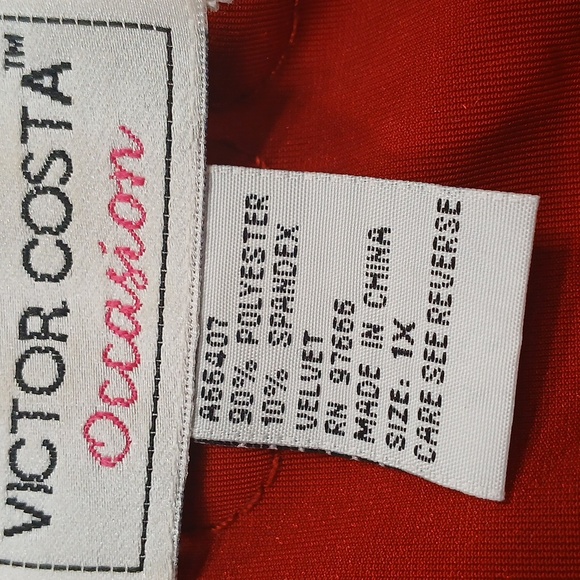 VICTOR COSTA™
Occasion
A66407
90% POLYESTER
10% SPANDEX
VELVET
RN 97666
MADE IN CHINA
SIZE: 1X
CARE SEE REVERSE